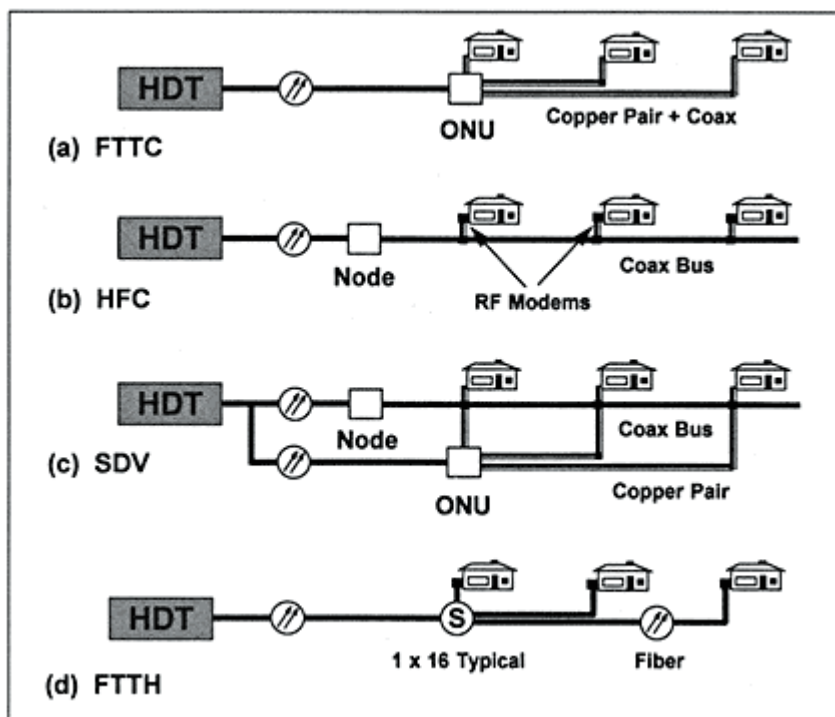 HDT
ONU
Copper Pair + Coax
(a) FTTC
HDT
Node
Coax Bus
RF Modems
(b) HFC
HDT
Node
Coax Bus
(c) SDV
ONU
Copper Pair
HDT
S
1 x 16 Typical
Fiber
(d) FTTH